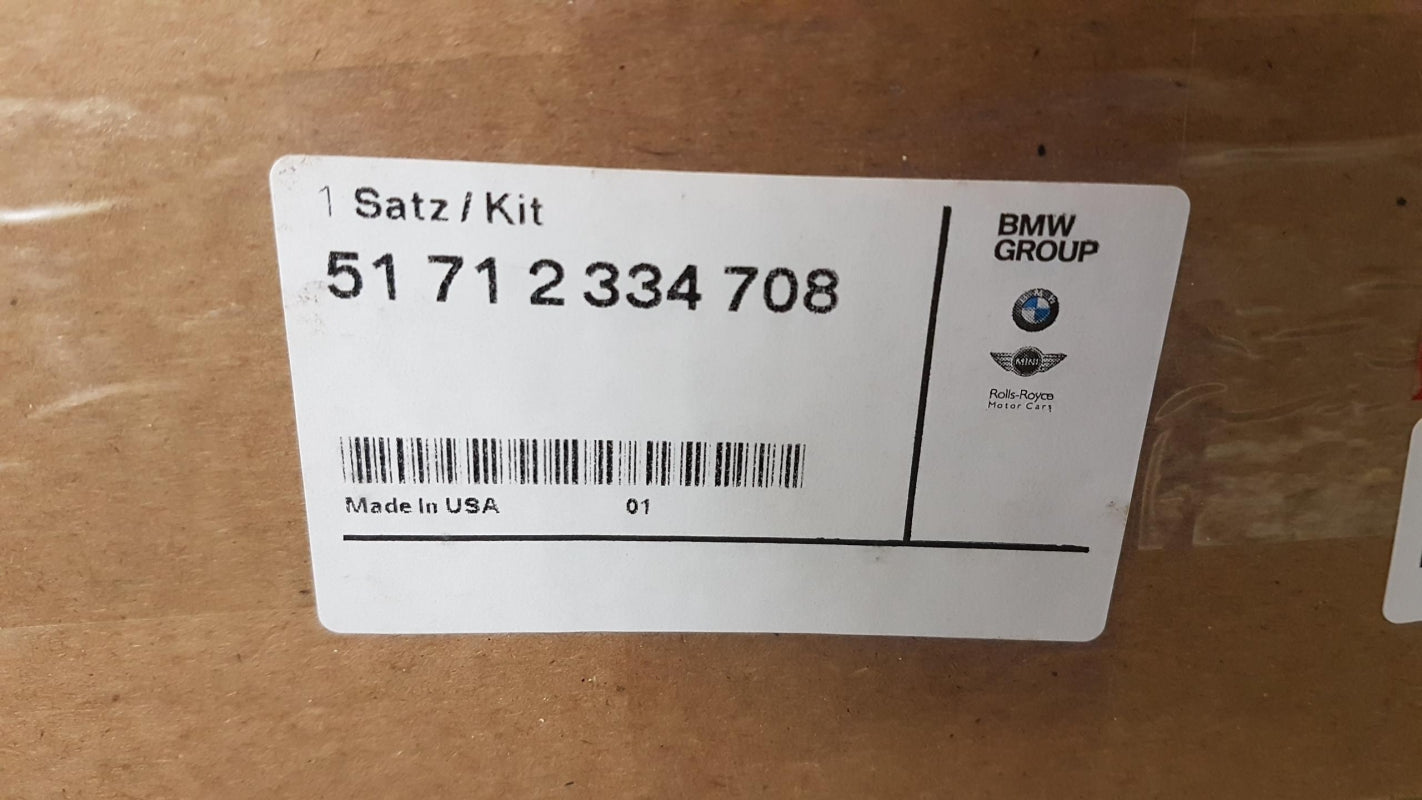 1 Satz / Kit
51 71 2 334 708
Made In USA 01
BMW
GROUP
BMW
MINI
Rolls-Royce
Motor Cars